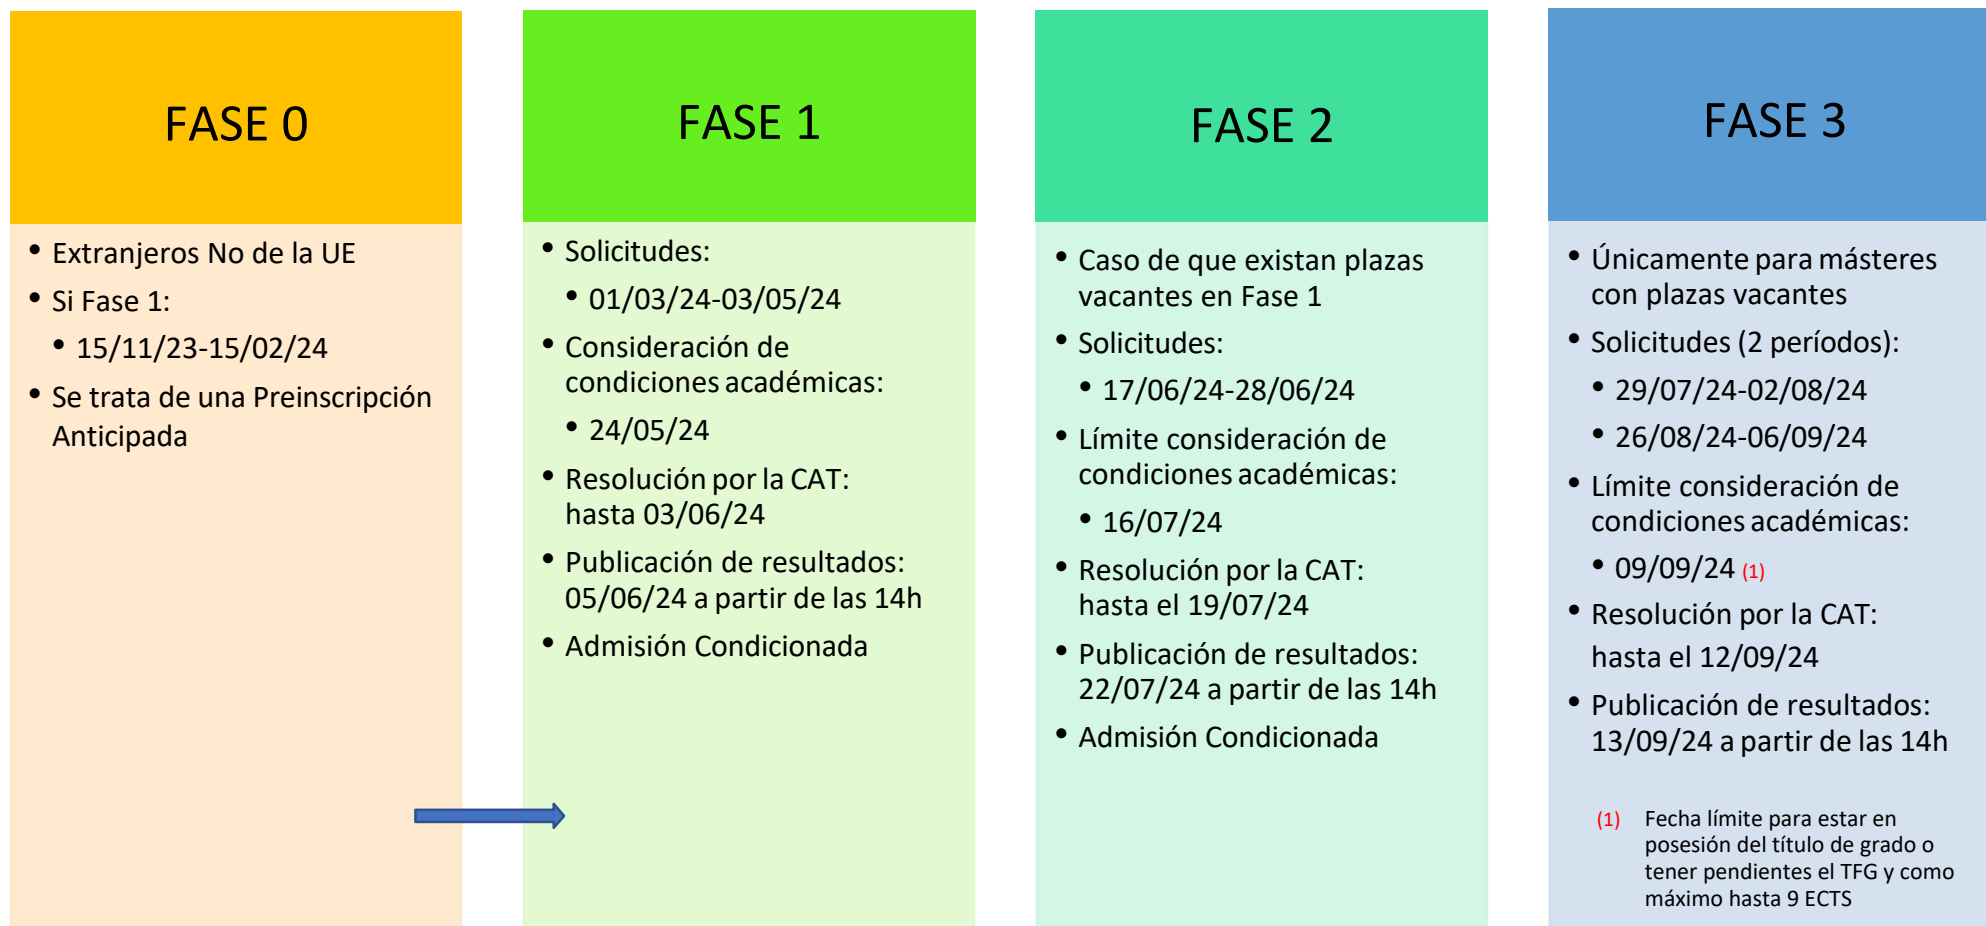 FASE 0
• Extranjeros No de la UE
• Si Fase 1:
• 15/11/23-15/02/24
• Se trata de una Preinscripción
Anticipada
FASE 1
• Solicitudes:
• 01/03/24-03/05/24
• Consideración de
condiciones académicas:
• 24/05/24
• Resolución por la CAT:
hasta 03/06/24
• Publicación de resultados:
05/06/24 a partir de las 14h
• Admisión Condicionada
FASE 2
• Caso de que existan plazas
vacantes en Fase 1
• Solicitudes:
• 17/06/24-28/06/24
• Límite consideración de
condiciones académicas:
• 16/07/24
• Resolución por la CAT:
hasta el 19/07/24
• Publicación de resultados:
22/07/24 a partir de las 14h
• Admisión Condicionada
FASE 3
• Únicamente para másteres
con plazas vacantes
• Solicitudes (2 períodos):
• 29/07/24-02/08/24
• 26/08/24-06/09/24
• Límite consideración de
condiciones académicas:
• 09/09/24 (1)
• Resolución por la CAT:
hasta el 12/09/24
• Publicación de resultados:
13/09/24 a partir de las 14h
(1) Fecha límite para estar en
posesión del título de grado o
tener pendientes el TFG y como
máximo hasta 9 ECTS